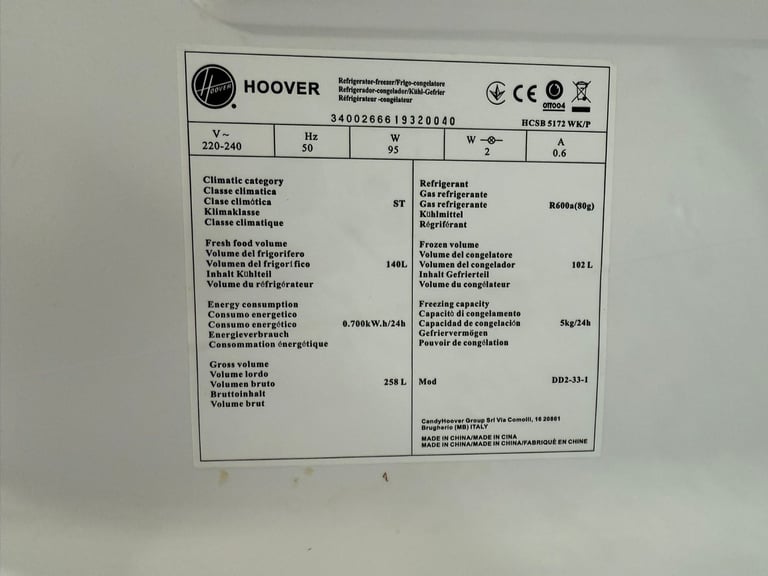 HOOVER
HOOVER
Refrigerator-freezer/Frigo-congelatore
Refrigerador-congelador/Kühl-Gefrier
Réfrigérateur -congélateur
OTT004
3400266619320040
HCSB 5172 WK/P
V~ 220-240
Hz 50
W 95
W 2
A 0.6
Climatic category
Classe climatica
Clase climótica
Klimaklasse
Classe climatique
ST
Refrigerant
Gas refrigerante
Gas refrigerante
Kühlmittel
Régriférant
R600a(80g)
Fresh food volume
Volume del frigorifero
Volumen del frigorifico
Inhalt Kühlteil
Volume du réfrigérateur
140L
Frozen volume
Volume del congelatore
Volumen del congelador
Inhalt Gefrierteil
Volume du congélateur
102 L
Energy consumption
Consumo energetico
Consumo energético
Energieverbrauch
Consommation énergétique
0.700kW.h/24h
Freezing capacity
Capacitò di congelamento
Capacidad de congelación
Gefriervermögen
Pouvoir de congélation
5kg/24h
Gross volume
Volume lordo
Volumen bruto
Bruttoinhalt
Volume brut
258 L
Mod
DD2-33-1
CandyHoover Group Srl Via Comolli, 16 20861
Brugherio (MB) ITALY
MADE IN CHINA/MADE IN CINA
MADE IN CHINA/MADE IN CHINA/FABRIQUÉ EN CHINE